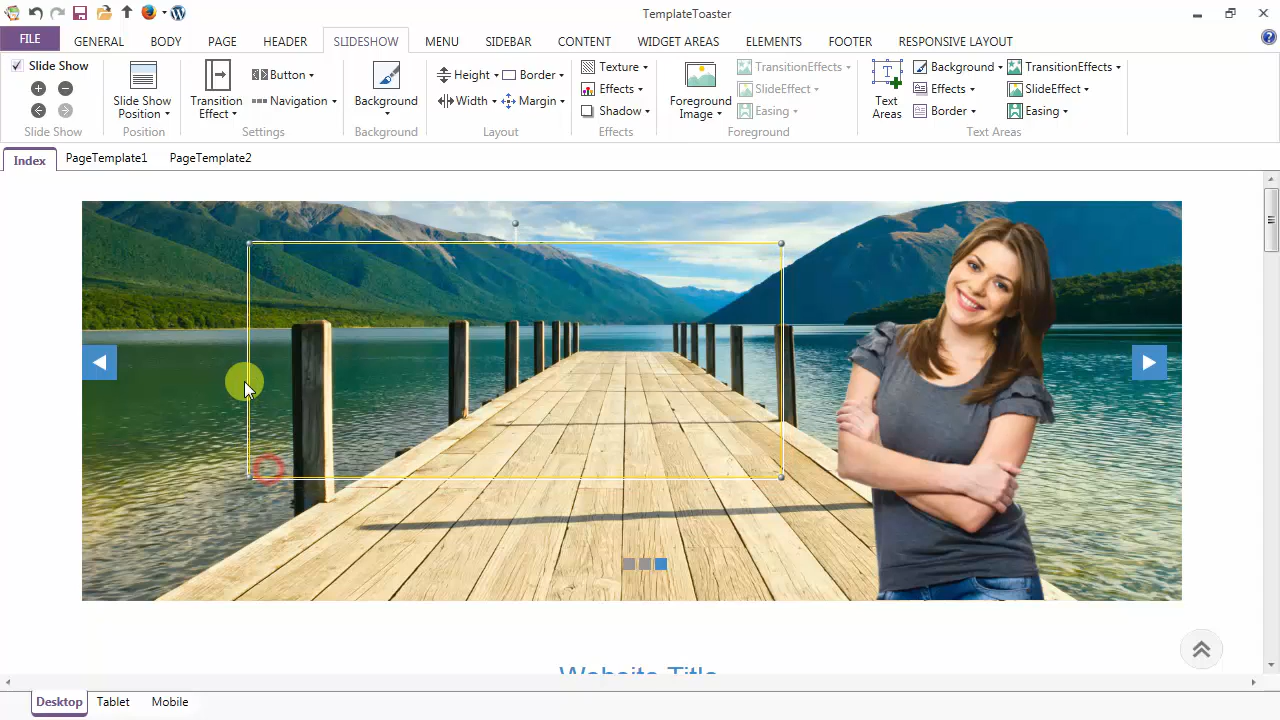 TemplateToaster
FILE
GENERAL
BODY
PAGE
HEADER
SLIDESHOW
MENU
SIDEBAR
CONTENT
WIDGET AREAS
ELEMENTS
FOOTER
RESPONSIVE LAYOUT
Slide Show
Slide Show
Slide Show Position
Position
Transition Effect
Button
Navigation
Settings
Background
Background
Height
Width
Border
Margin
Layout
Texture
Effects
Shadow
Effects
Foreground Image
TransitionEffects
SlideEffect
Easing
Foreground
Text Areas
Background
Effects
Border
TransitionEffects
SlideEffect
Easing
Text Areas
Index
PageTemplate1
PageTemplate2
Website Title
Desktop
Tablet
Mobile